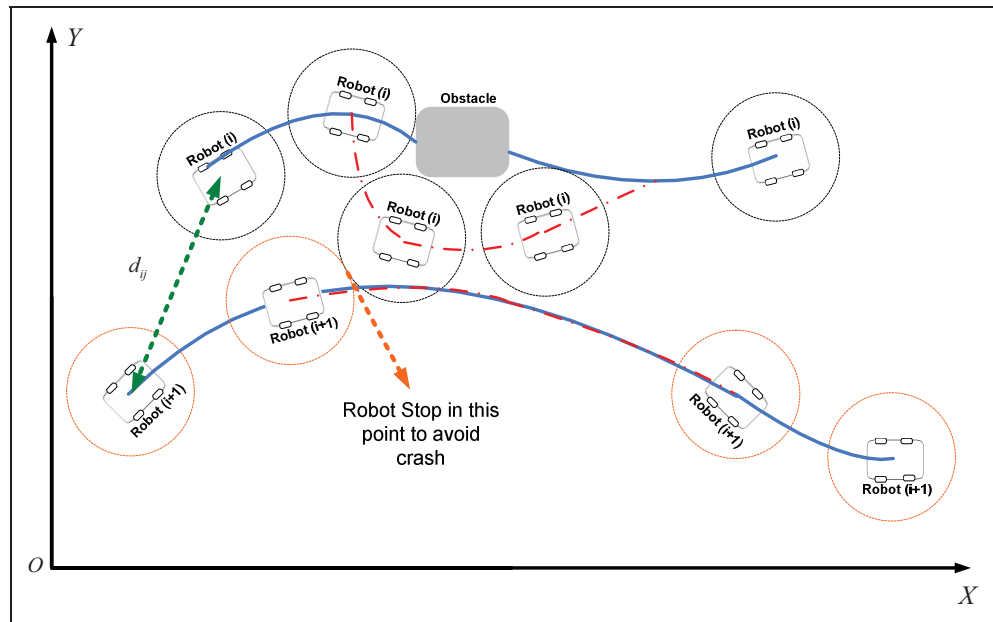 Y
Robot (i)
Obstacle
Robot (i)
Robot (i)
Robot (i)
Robot (i)
d_ij
Robot (i+1)
Robot (i+1)
Robot Stop in this
point to avoid
crash
Robot (i+1)
Robot (i+1)
O
X